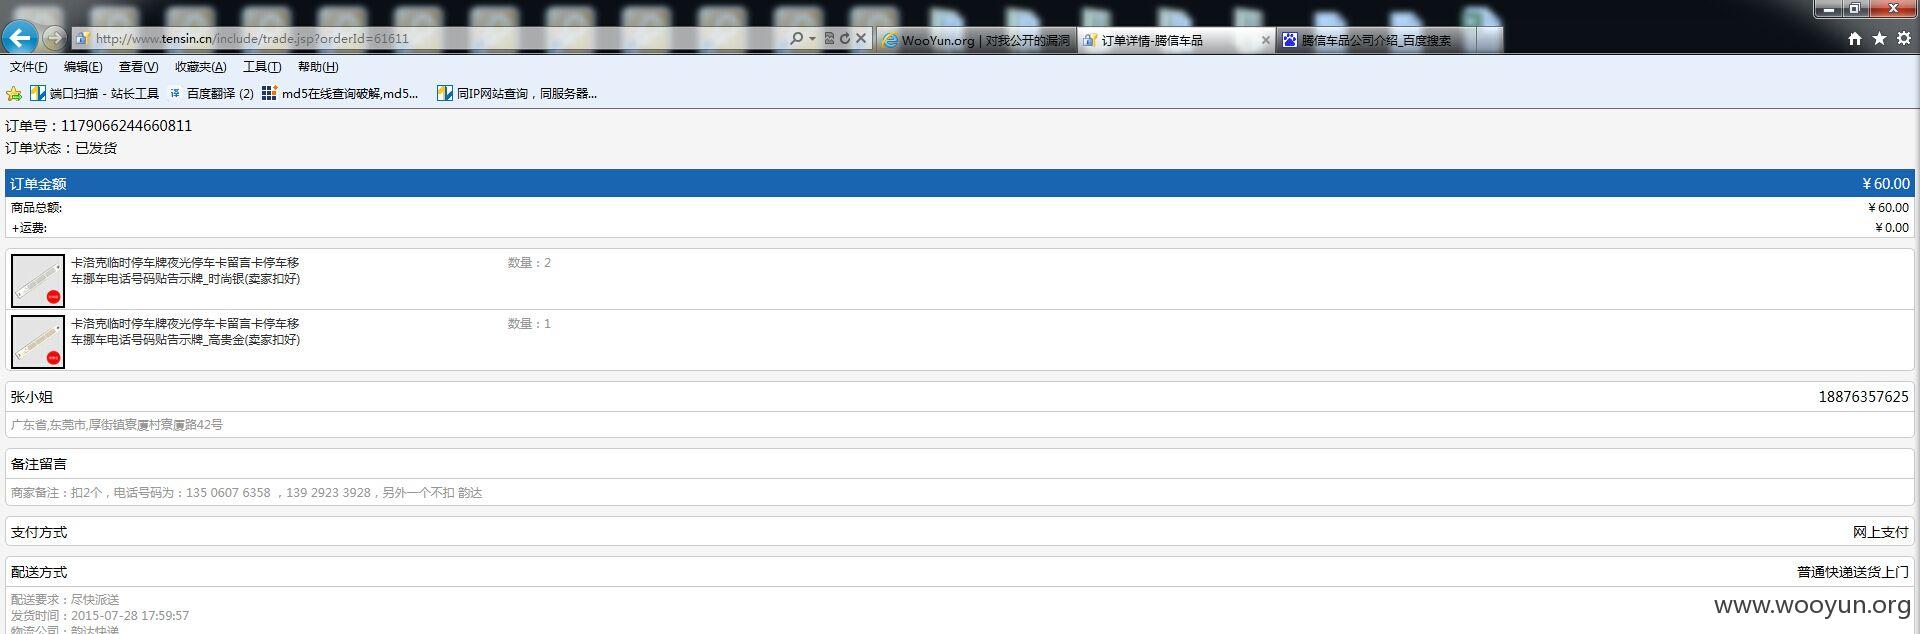 http://www.tensin.cn/include/trade.jsp?orderId=61611
WooYun.org | 对我公开的漏洞
订单详情-腾信车品
腾信车品公司介绍_百度搜索
文件(F) 编辑(E) 查看(V) 收藏夹(A) 工具(T) 帮助(H)
端口扫描 - 站长工具 百度翻译 (2) md5在线查询破解,md5... 同IP网站查询，同服务器...
订单号：1179066244660811
订单状态：已发货
订单金额 ￥60.00
商品总额: ￥60.00
+运费: ￥0.00
卡洛克临时停车牌夜光停车卡留言卡停车移 数量：2
车挪车电话号码贴告示牌_时尚银(卖家扣好)
卡洛克临时停车牌夜光停车卡留言卡停车移 数量：1
车挪车电话号码贴告示牌_高贵金(卖家扣好)
张小姐 18876357625
广东省,东莞市,厚街镇寮厦村寮厦路42号
备注留言
商家备注：扣2个，电话号码为：135 0607 6358 ，139 2923 3928，另外一个不扣 韵达
支付方式 网上支付
配送方式 普通快递送货上门
配送要求：尽快派送
发货时间：2015-07-28 17:59:57
物流公司：韵达快递
www.wooyun.org